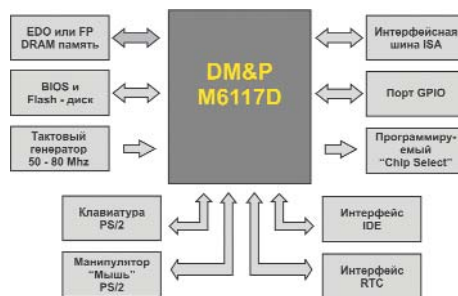 EDO или FP
DRAM память
BIOS и
Flash - диск
Тактовый
генератор
50 - 80 Mhz
DM&P
M6117D
Интерфейсная
шина ISA
Порт GPIO
Программиру-
емый
“Chip Select”
Клавиатура
PS/2
Манипулятор
“Мышь”
PS/2
Интерфейс
IDE
Интерфейс
RTC